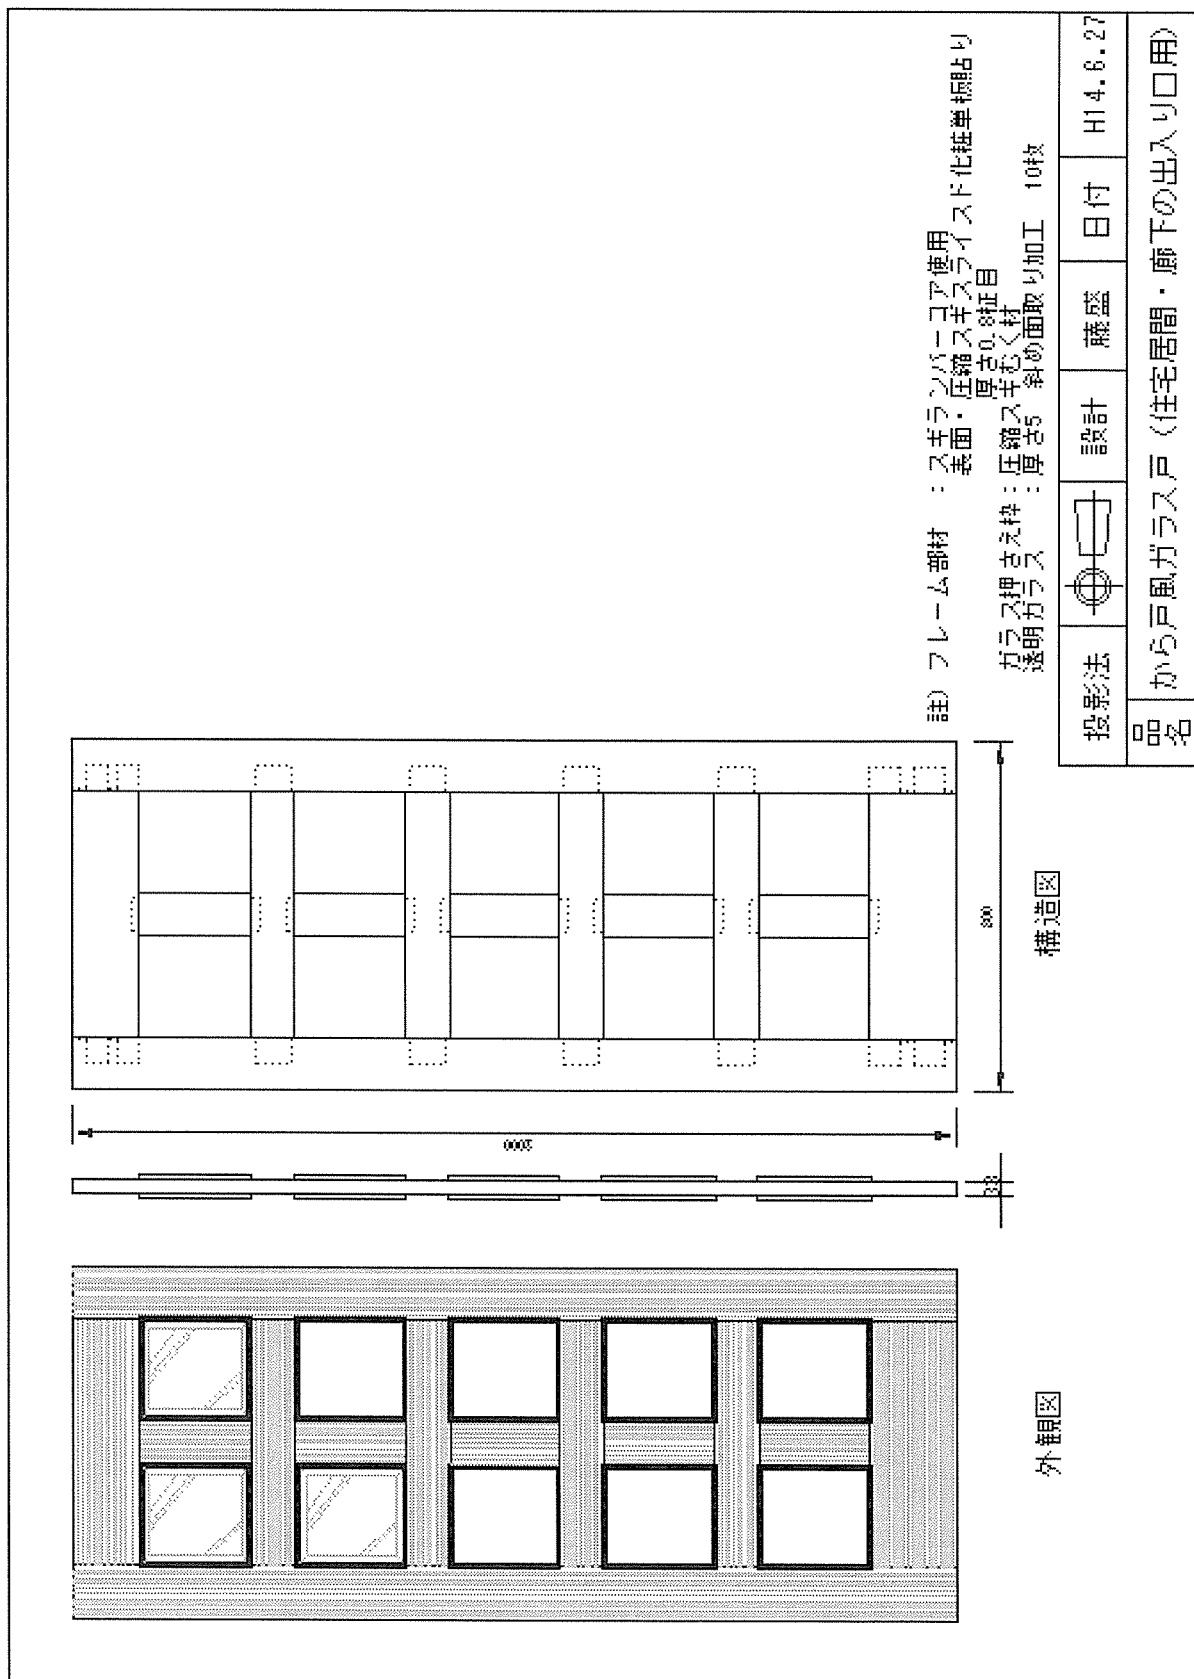 註）フレーム部材　：スギランバーコア使用
表面・圧縮スギスライスド化粧単板貼り
厚さ0.8柾目
ガラス押さえ枠：圧縮スギむく材
透明ガラス　：厚さ5　斜め面取り加工　10枚
投影法　設計　藤盛　日付　H14.6.27
品名　から戸風ガラス戸（住宅居間・廊下の出入り口用）
800
構造図
2000
33
外観図